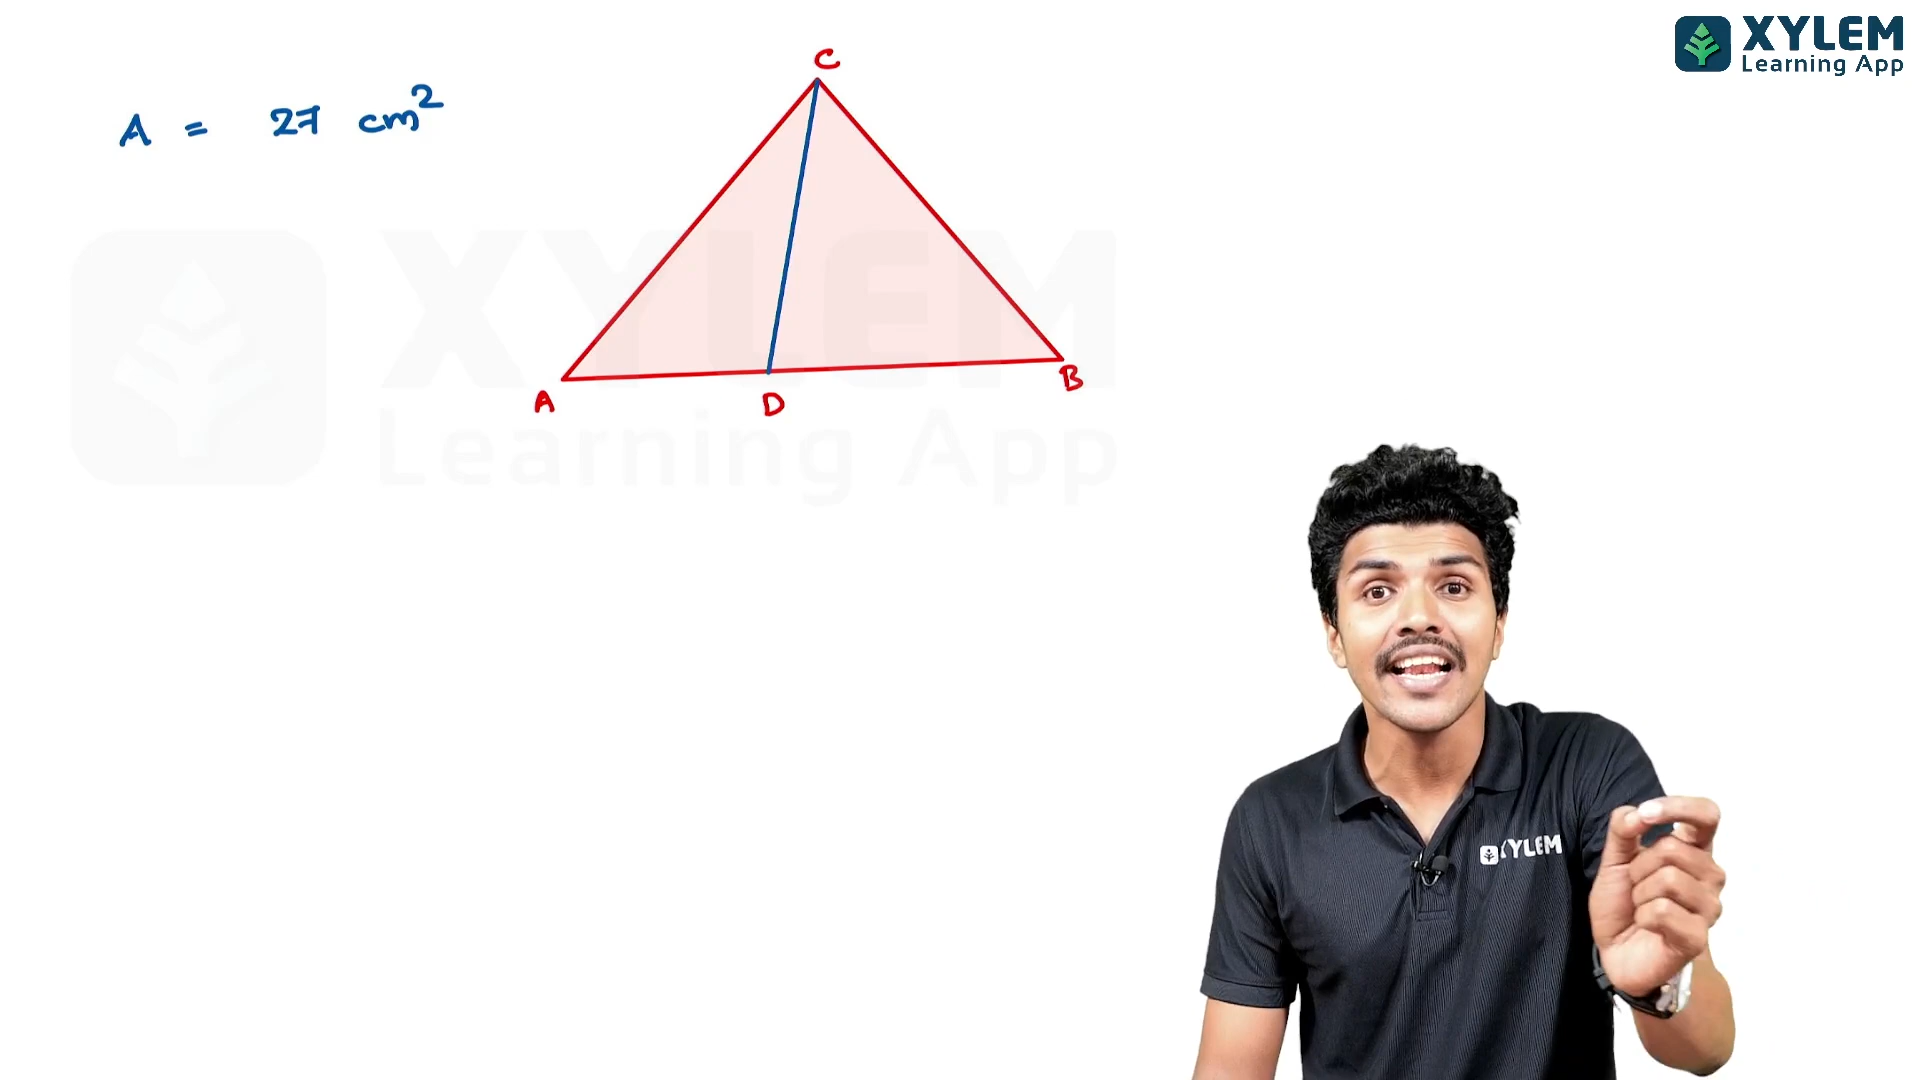 XYLEM
Learning App
C
A = 27 cm²
XYLEM
Learning App
A
D
B
XYLEM